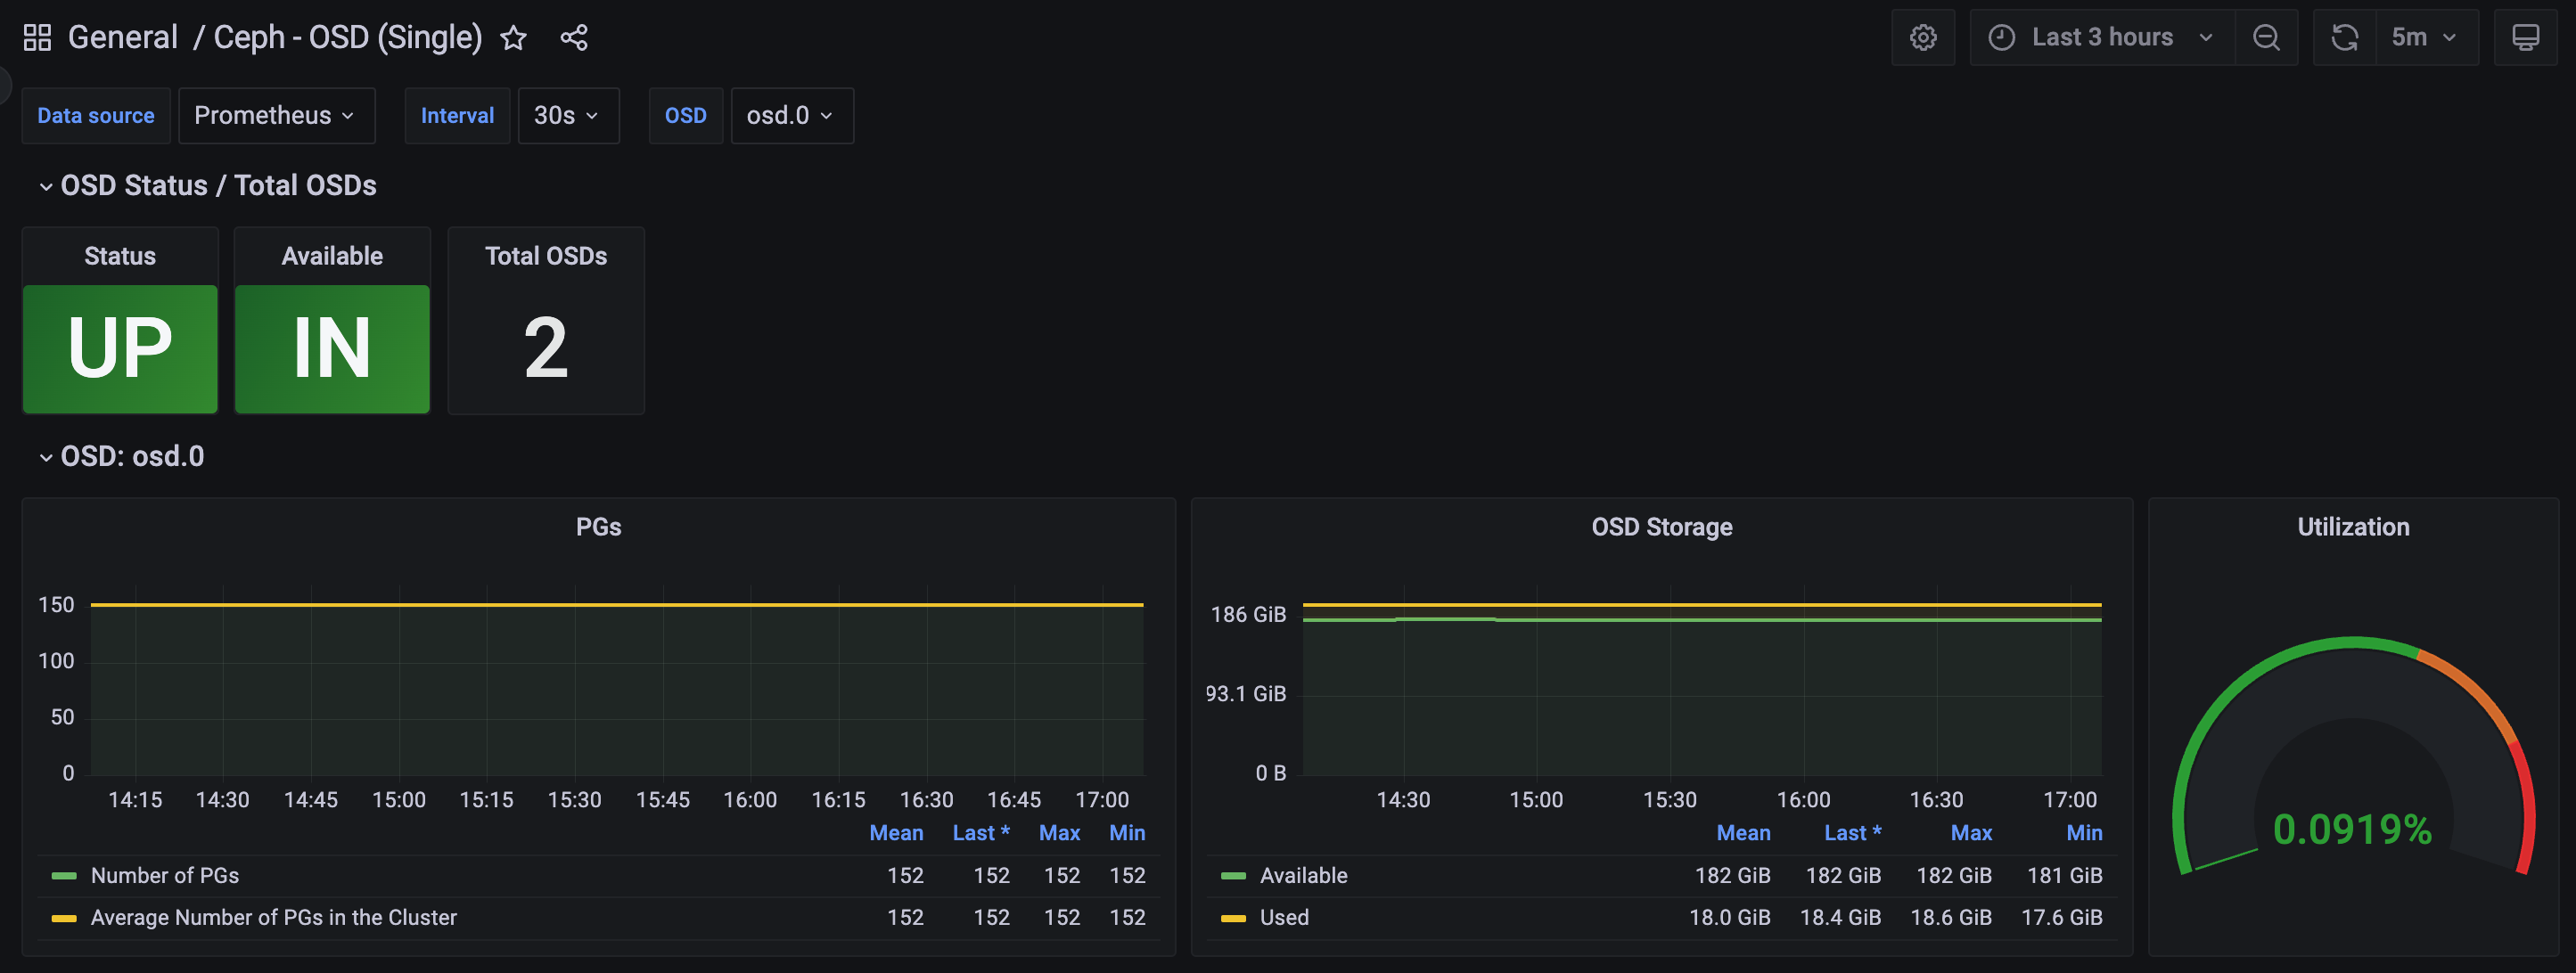 General / Ceph - OSD (Single)
Last 3 hours
5m
Data source Prometheus Interval 30s OSD osd.0
OSD Status / Total OSDs
Status
UP
Available
IN
Total OSDs
2
OSD: osd.0
PGs
150
100
50
0
14:15 14:30 14:45 15:00 15:15 15:30 15:45 16:00 16:15 16:30 16:45 17:00
Mean Last * Max Min
Number of PGs 152 152 152 152
Average Number of PGs in the Cluster 152 152 152 152
OSD Storage
186 GiB
93.1 GiB
0 B
14:30 15:00 15:30 16:00 16:30 17:00
Mean Last * Max Min
Available 182 GiB 182 GiB 182 GiB 181 GiB
Used 18.0 GiB 18.4 GiB 18.6 GiB 17.6 GiB
Utilization
0.0919%